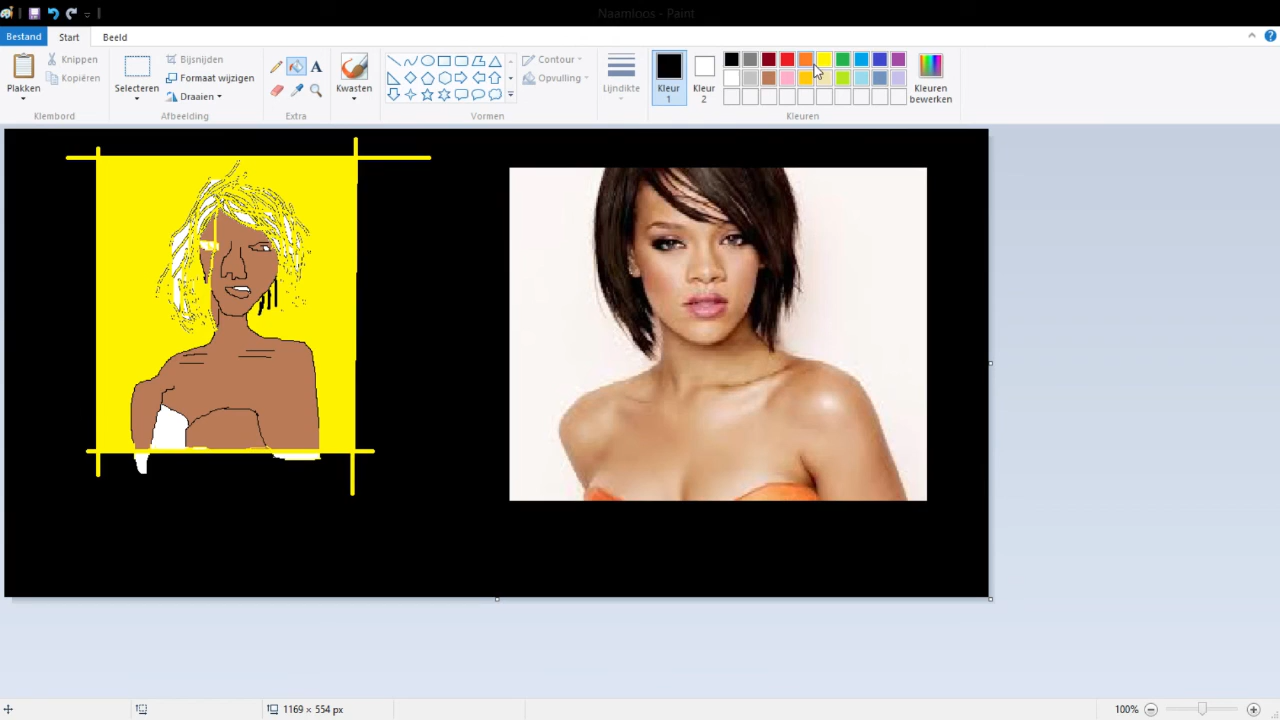 Naamloos - Paint
Bestand Start Beeld
Plakken
Knippen
Kopiëren
Klembord
Selecteren
Bijsnijden
Formaat wijzigen
Draaien
Afbeelding
A
Extra
Kwasten
Contour
Opvulling
Vormen
Lijndikte
Kleur
1
Kleur
2
Kleuren
bewerken
Kleuren
1169 × 554 px
100%